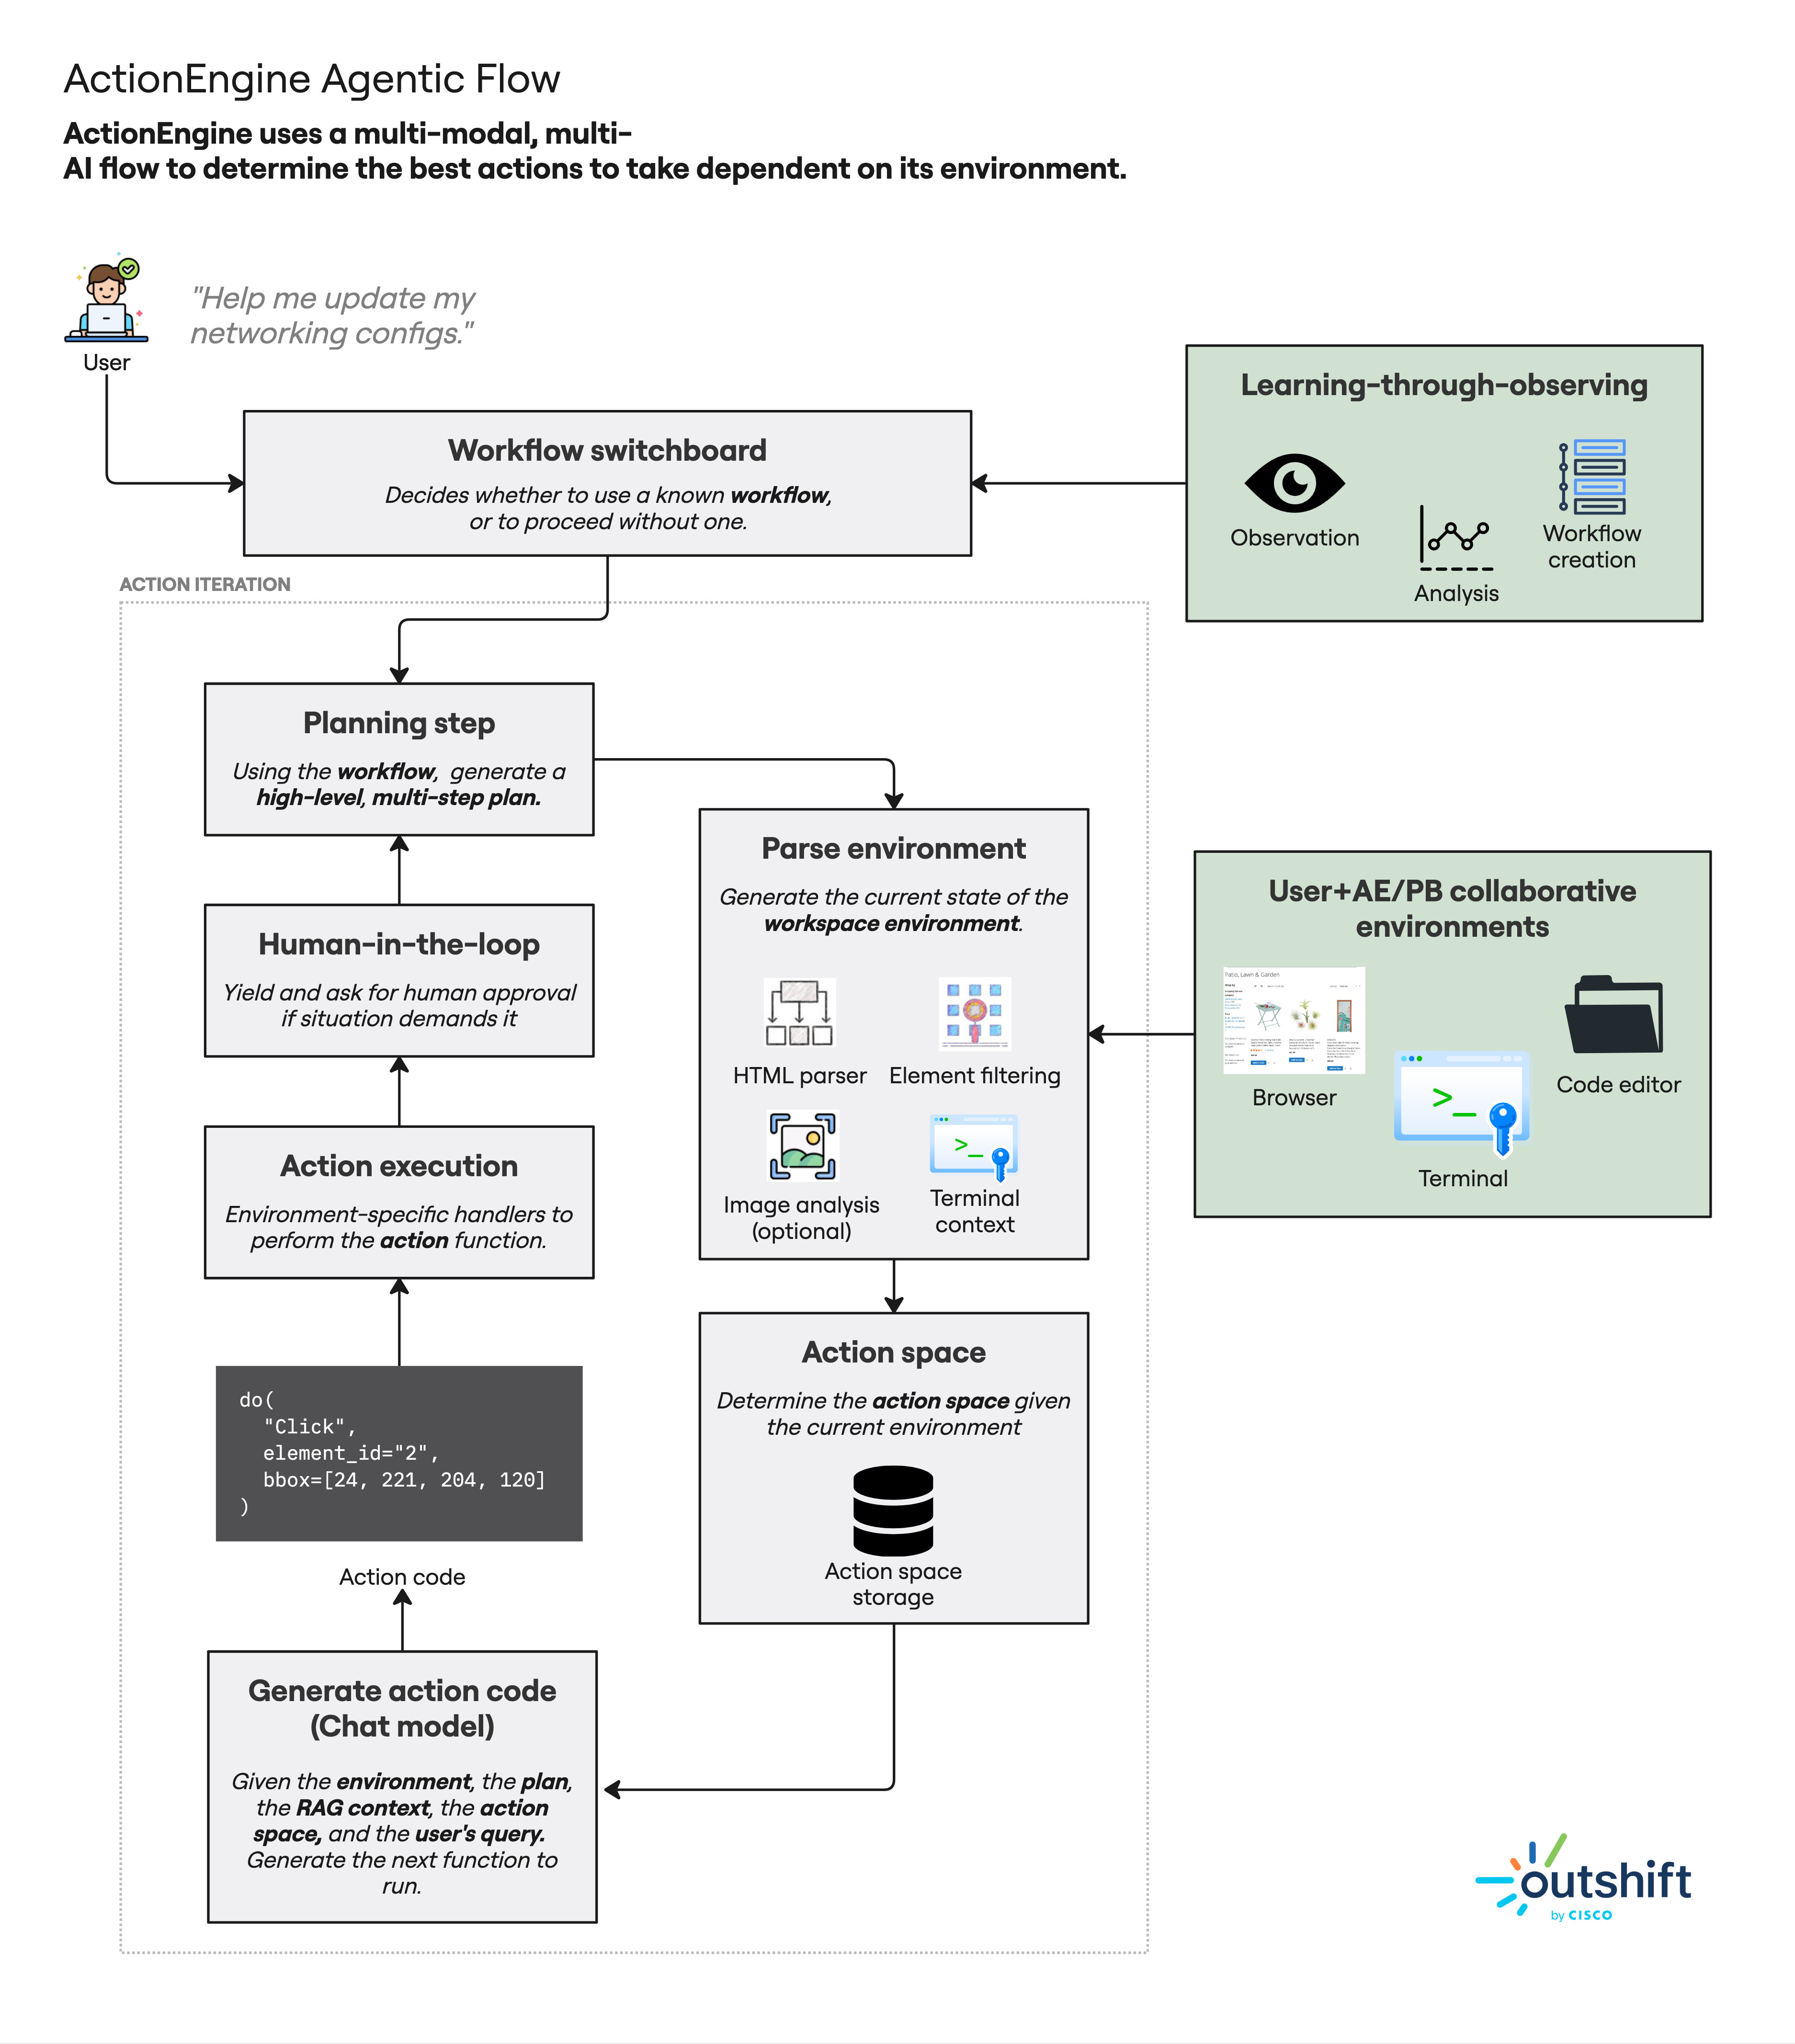 ActionEngine Agentic Flow
ActionEngine uses a multi-modal, multi-
AI flow to determine the best actions to take dependent on its environment.
"Help me update my
networking configs."
User
Workflow switchboard
Decides whether to use a known workflow,
or to proceed without one.
Learning-through-observing
Observation
Analysis
Workflow
creation
ACTION ITERATION
Planning step
Using the workflow, generate a
high-level, multi-step plan.
Human-in-the-loop
Yield and ask for human approval
if situation demands it
Action execution
Environment-specific handlers to
perform the action function.
do(
"Click",
element_id="2",
bbox=[24, 221, 204, 120]
)
Action code
Generate action code
(Chat model)
Given the environment, the plan,
the RAG context, the action
space, and the user's query.
Generate the next function to
run.
Parse environment
Generate the current state of the
workspace environment.
HTML parser
Element filtering
Image analysis
(optional)
Terminal
context
Action space
Determine the action space given
the current environment
Action space
storage
User+AE/PB collaborative
environments
Patio, Lawn & Garden
Browser
>_
Terminal
Code editor
outshift
by CISCO